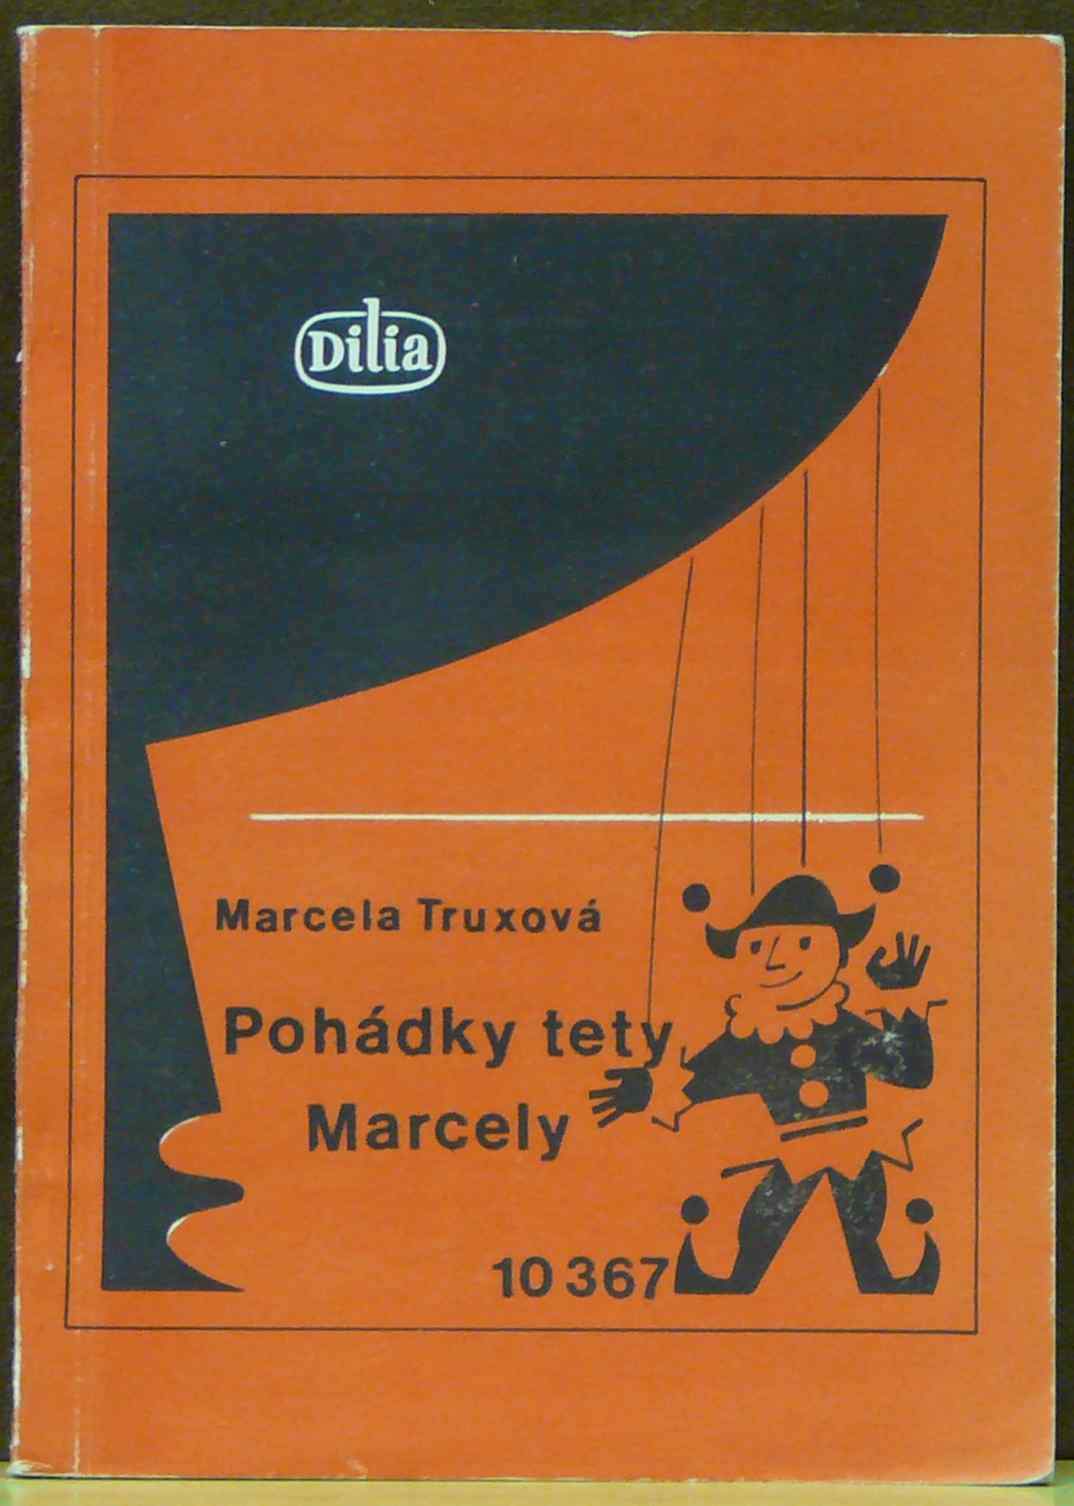 Dilia
Marcela Truxová
Pohádky tety
Marcely
10 367